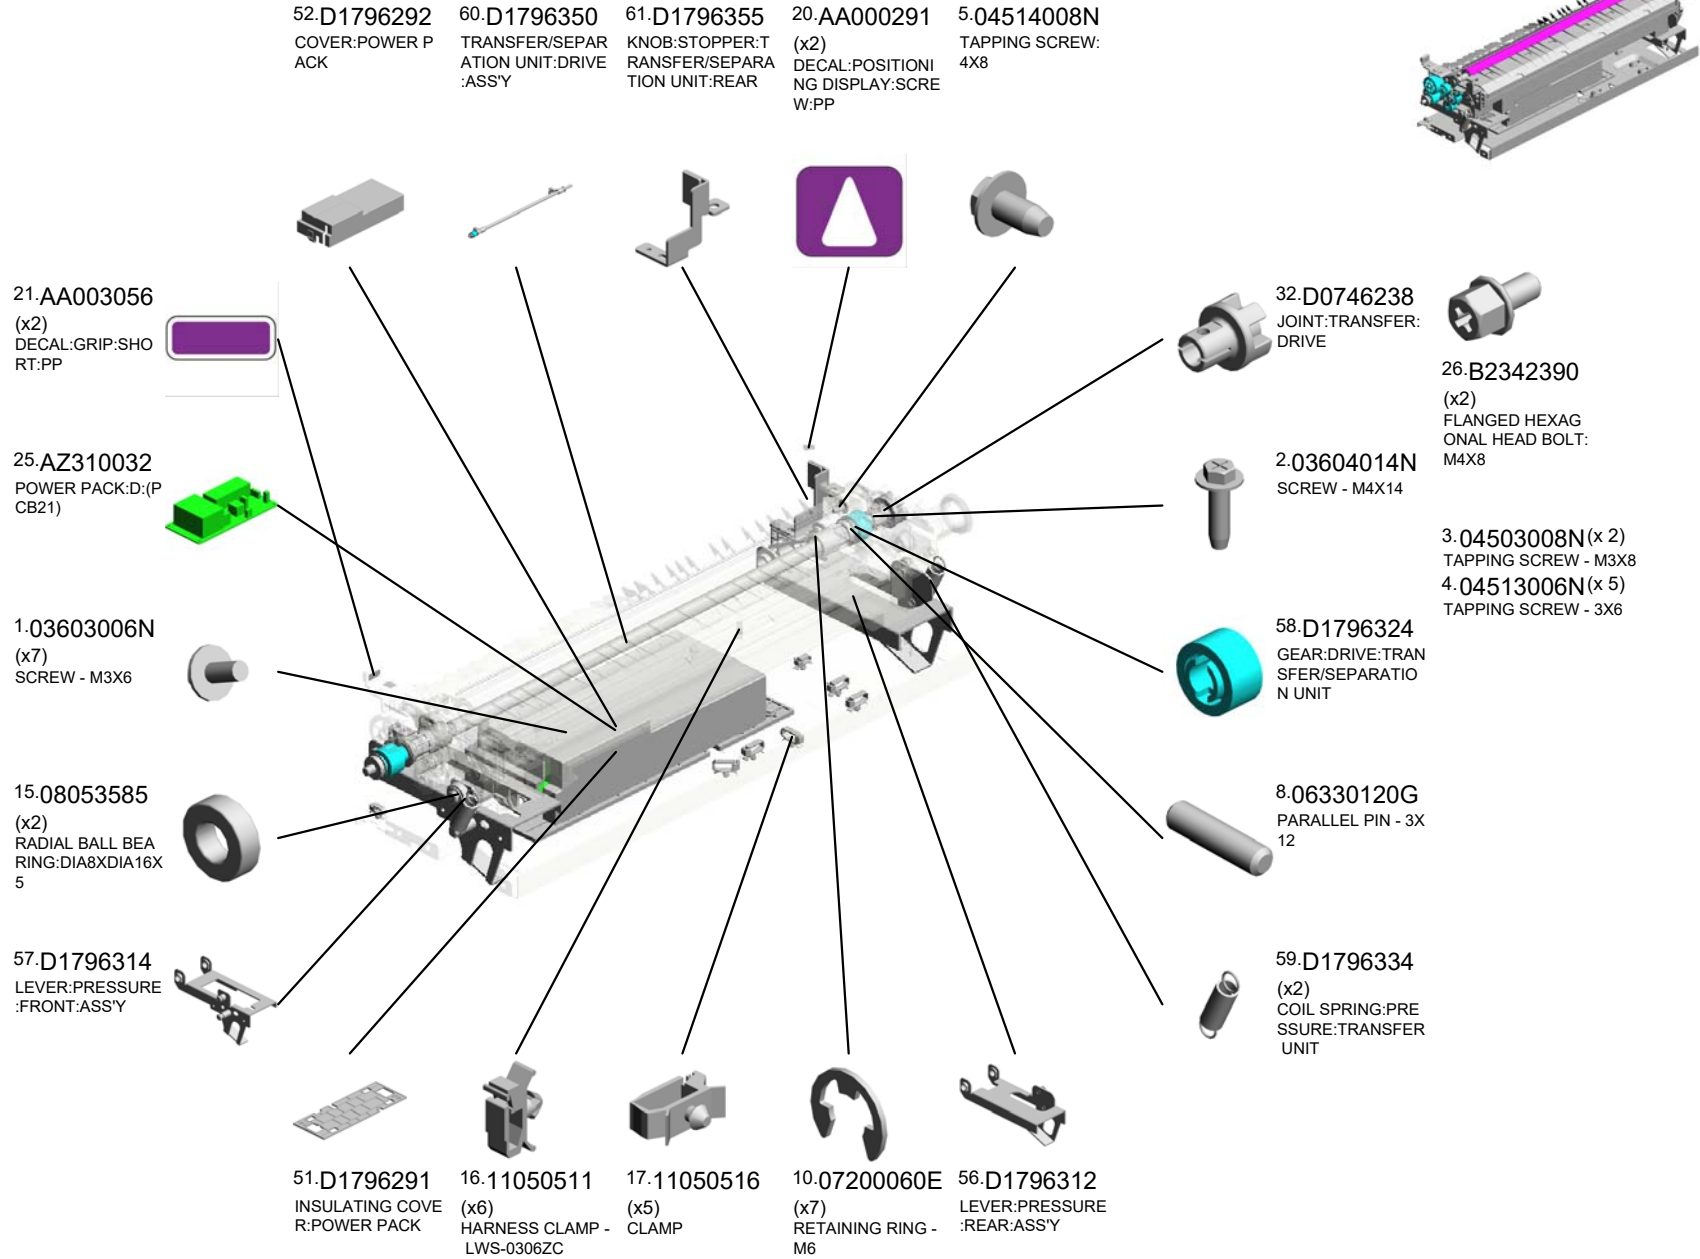 52.D1796292
COVER:POWER P
ACK
60.D1796350
TRANSFER/SEPAR
ATION UNIT:DRIVE
:ASS'Y
61.D1796355
KNOB:STOPPER:T
RANSFER/SEPARA
TION UNIT:REAR
20.AA000291
(x2)
DECAL:POSITIONI
NG DISPLAY:SCRE
W:PP
5.04514008N
TAPPING SCREW:
4X8
21.AA003056
(x2)
DECAL:GRIP:SHO
RT:PP
32.D0746238
JOINT:TRANSFER:
DRIVE
26.B2342390
(x2)
FLANGED HEXAG
ONAL HEAD BOLT:
M4X8
25.AZ310032
POWER PACK:D:(P
CB21)
2.03604014N
SCREW - M4X14
3.04503008N(x 2)
TAPPING SCREW - M3X8
4.04513006N(x 5)
TAPPING SCREW - 3X6
1.03603006N
(x7)
SCREW - M3X6
58.D1796324
GEAR:DRIVE:TRAN
SFER/SEPARATIO
N UNIT
15.08053585
(x2)
RADIAL BALL BEA
RING:DIA8XDIA16X
5
8.06330120G
PARALLEL PIN - 3X
12
57.D1796314
LEVER:PRESSURE
:FRONT:ASS'Y
59.D1796334
(x2)
COIL SPRING:PRE
SSURE:TRANSFER
UNIT
51.D1796291
INSULATING COVE
R:POWER PACK
16.11050511
(x6)
HARNESS CLAMP -
LWS-0306ZC
17.11050516
(x5)
CLAMP
10.07200060E
(x7)
RETAINING RING -
M6
56.D1796312
LEVER:PRESSURE
:REAR:ASS'Y